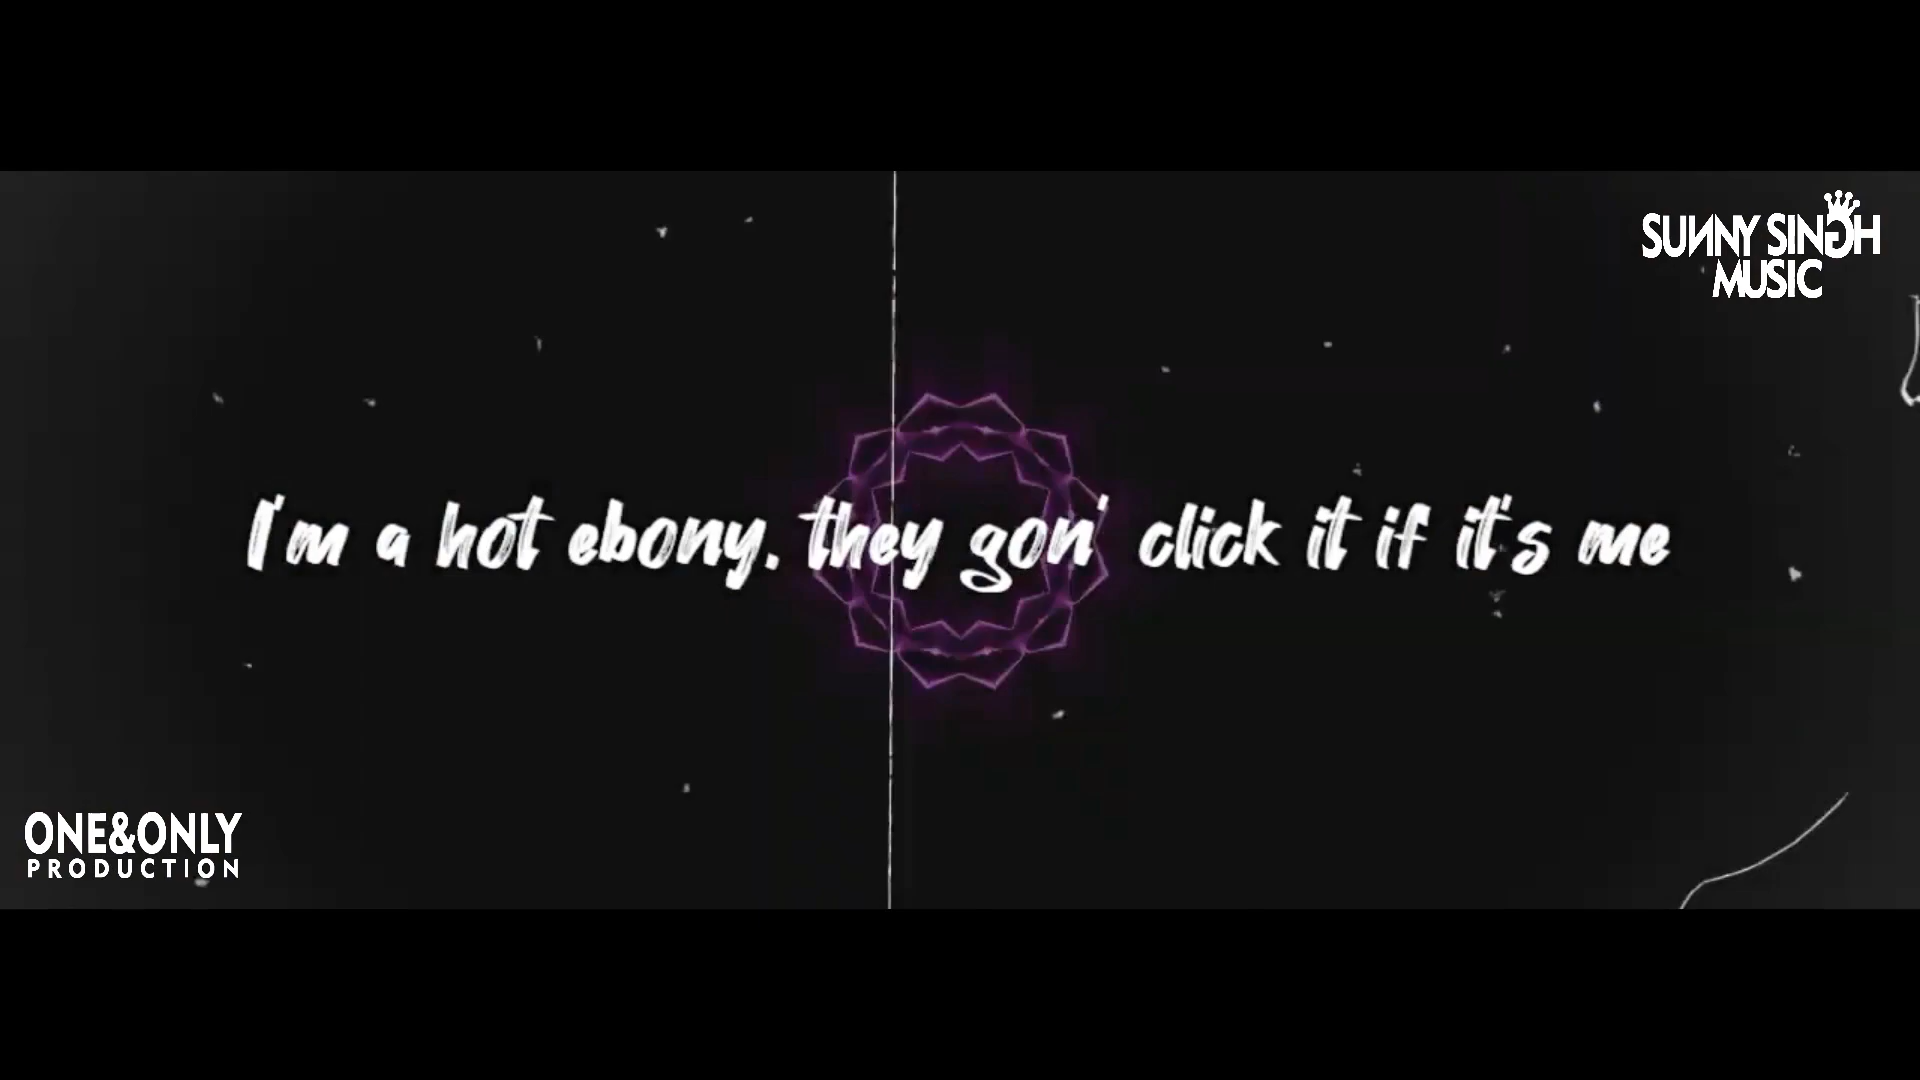 SUNNY SINGH
MUSIC
I'm a hot ebony, they gon' click it if it's me
ONE&ONLY
PRODUCTION